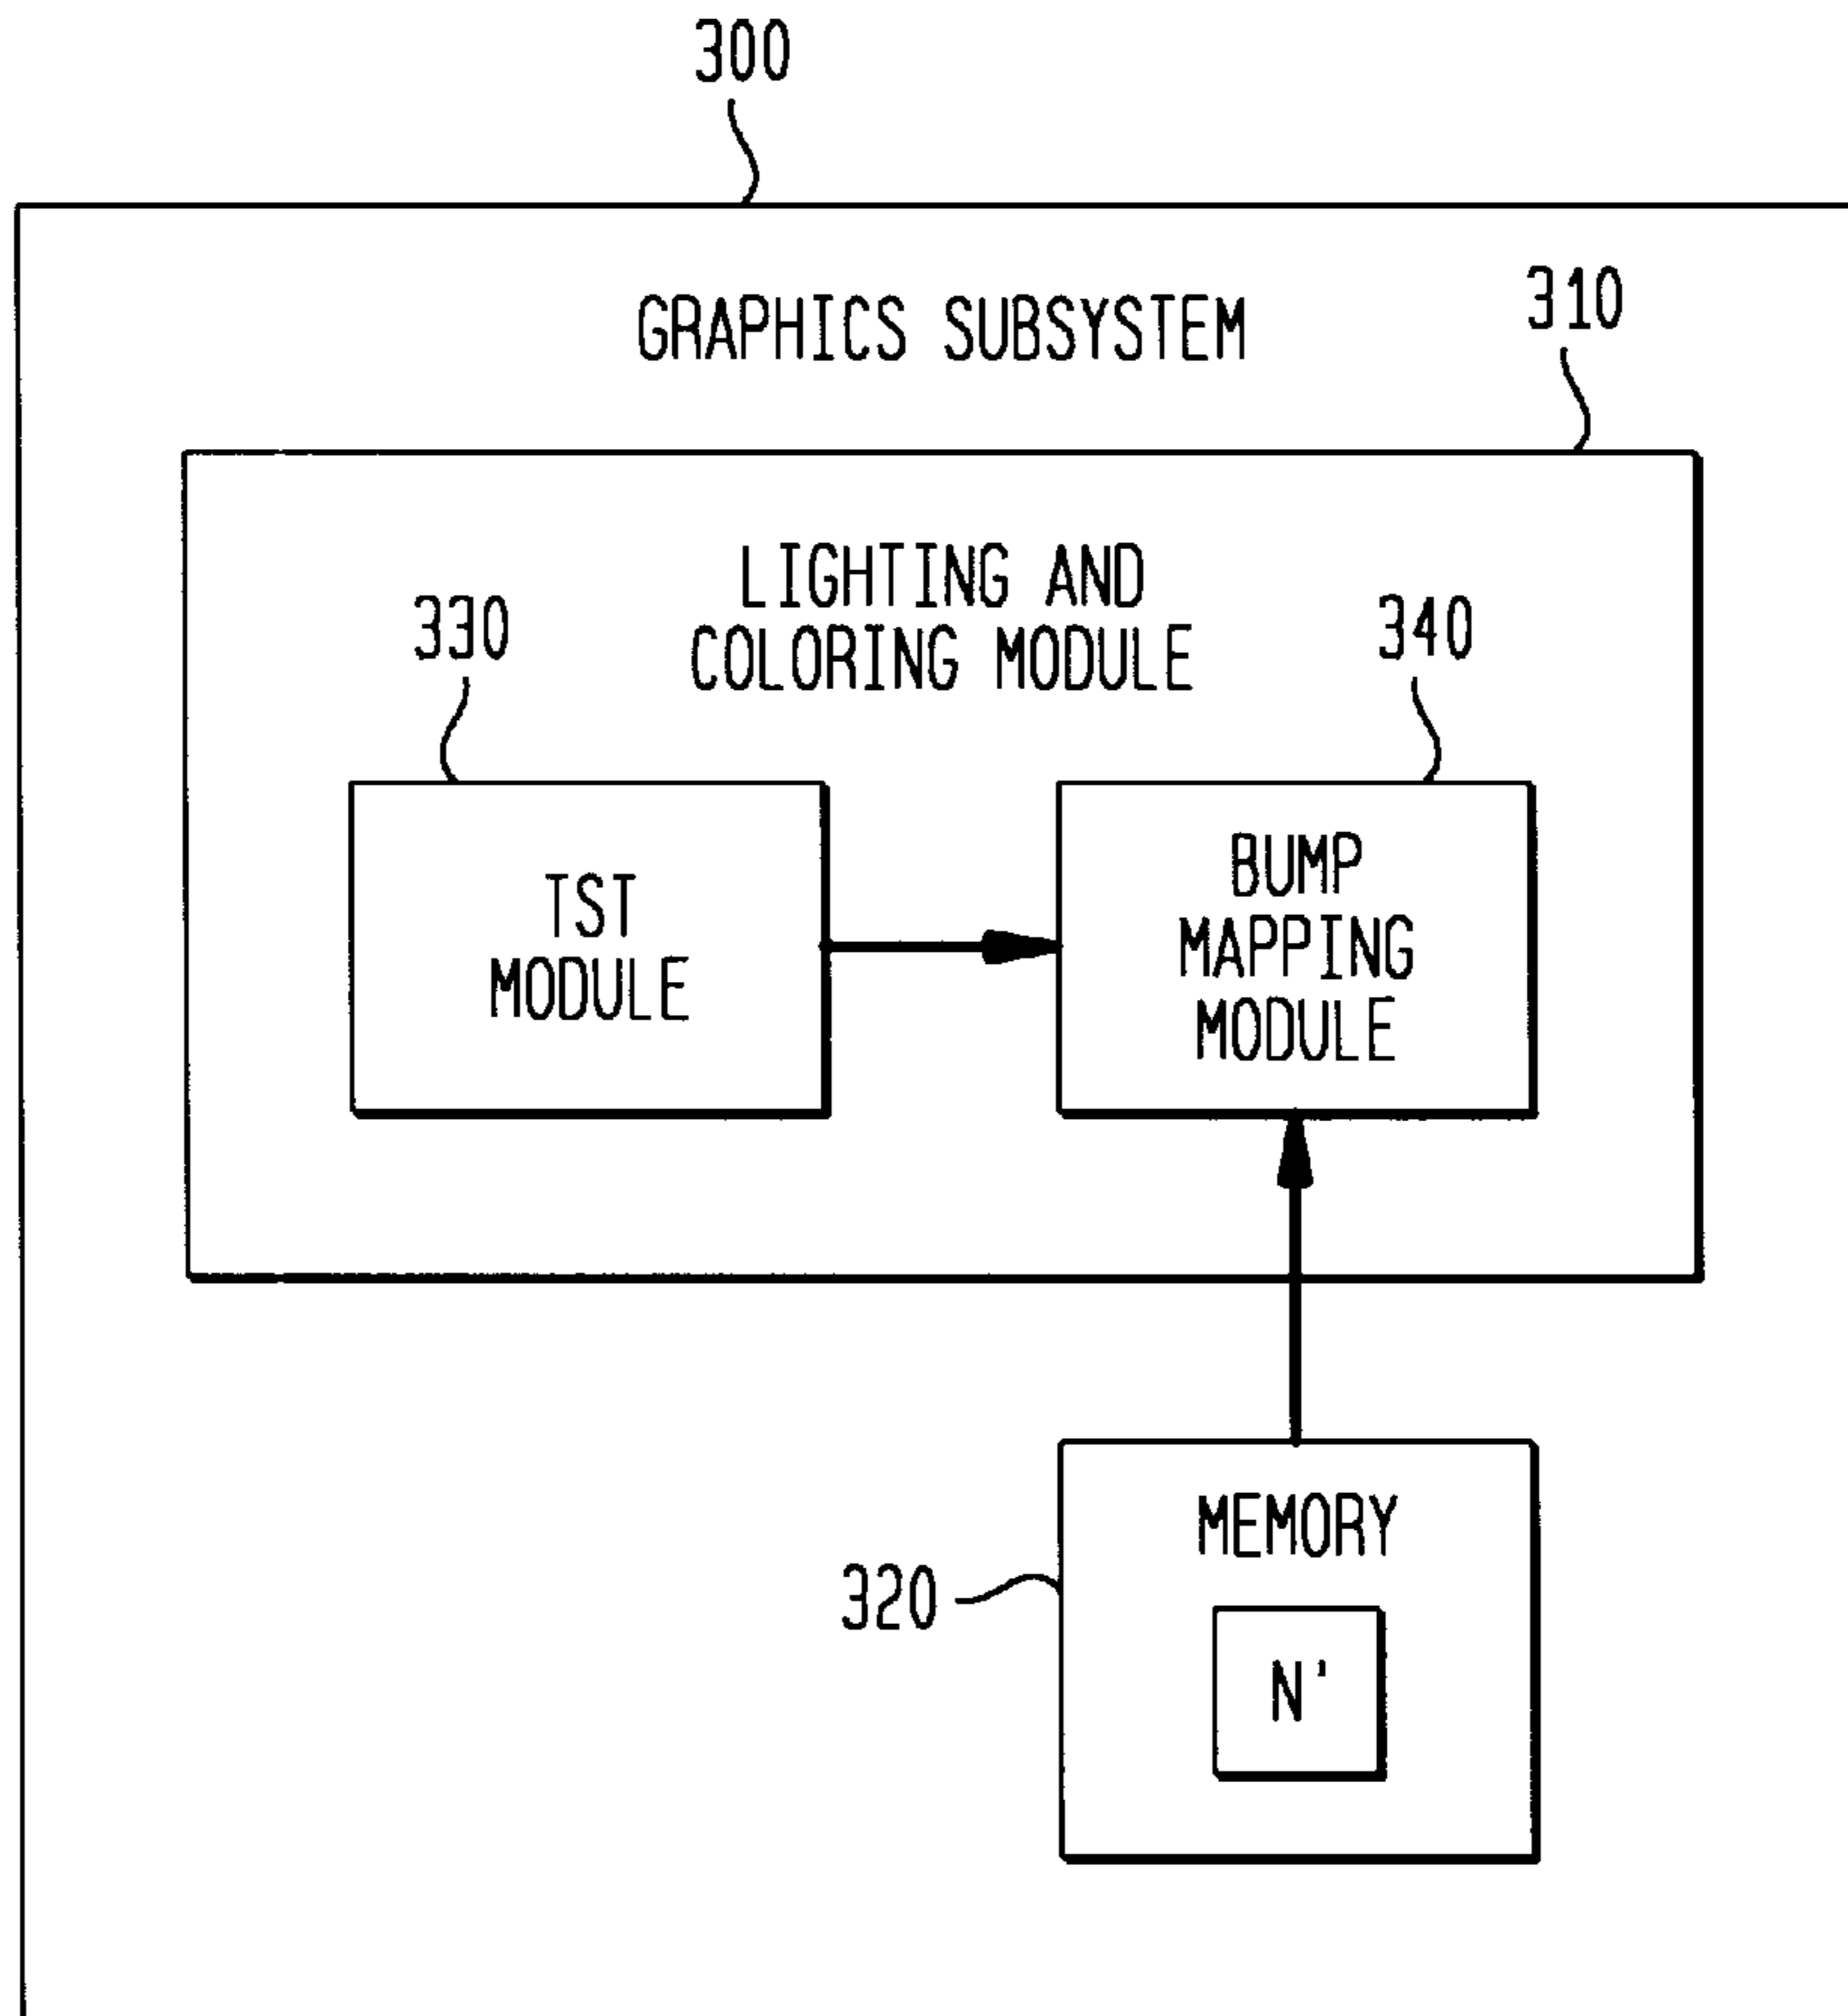 300
GRAPHICS SUBSYSTEM
310
LIGHTING AND
COLORING MODULE
330
340
TST
MODULE
BUMP
MAPPING
MODULE
MEMORY
320
N'